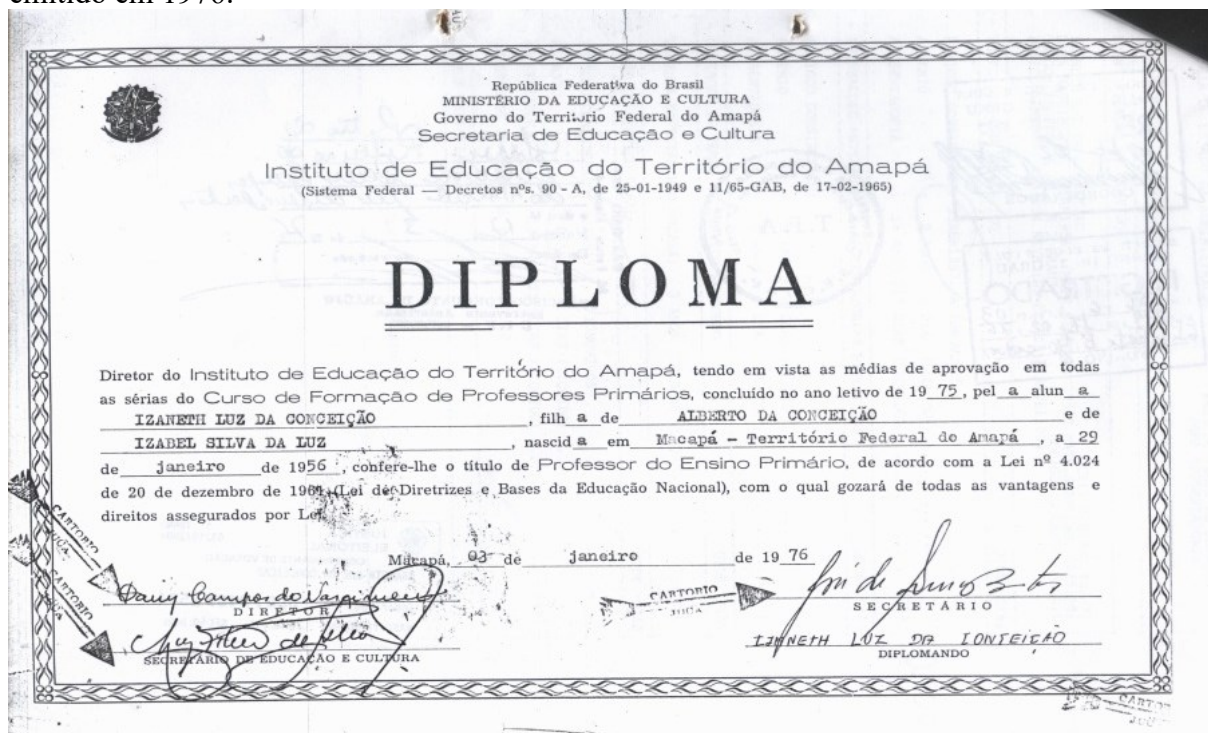 emitido em 1976.
República Federativa do Brasil
MINISTÉRIO DA EDUCAÇÃO E CULTURA
Governo do Território Federal do Amapá
Secretaria de Educação e Cultura
Instituto de Educação do Território do Amapá
(Sistema Federal — Decretos nºs. 90 - A, de 25-01-1949 e 11/65-GAB, de 17-02-1965)
DIPLOMA
Diretor do Instituto de Educação do Território do Amapá, tendo em vista as médias de aprovação em todas
as séries do Curso de Formação de Professores Primários, concluído no ano letivo de 19 75, pel a alun a
IZANETH LUZ DA CONCEIÇÃO, filh a de ALBERTO DA CONCEIÇÃO e de
IZABEL SILVA DA LUZ, nascid a em Macapá - Território Federal do Amapá, a 29
de janeiro de 1956, confere-lhe o título de Professor do Ensino Primário, de acordo com a Lei nº 4.024
de 20 de dezembro de 1961 (Lei de Diretrizes e Bases da Educação Nacional), com o qual gozará de todas as vantagens e
direitos assegurados por Lei.
Macapá, 03 de janeiro de 19 76
CARTORIO
JUCÁ
CARTORIO
CARTORIO
JUCÁ
DIRETOR
SECRETÁRIO
SECRETÁRIO DE EDUCAÇÃO E CULTURA
IZANETH LUZ DA CONCEIÇÃO
DIPLOMANDO